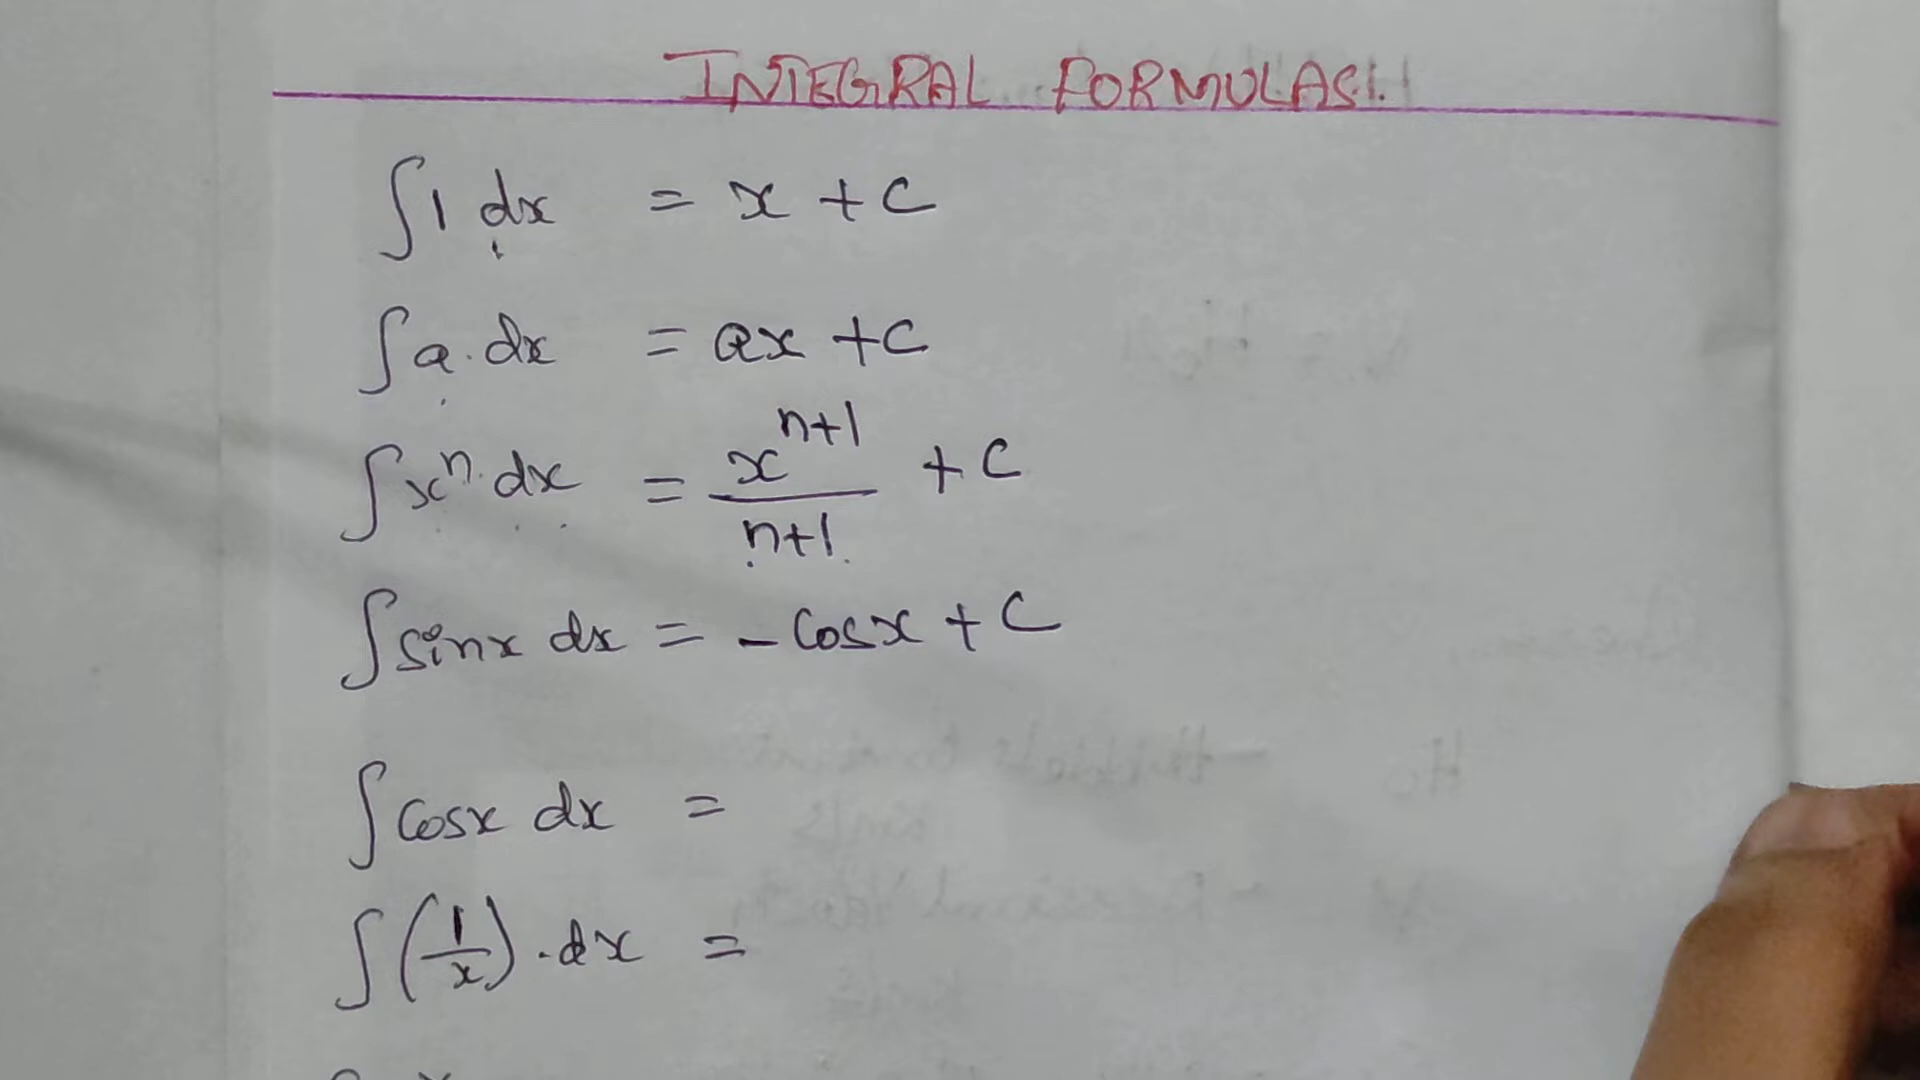 INTEGRAL FORMULAS
∫1 dx = x + C
∫a·dx = ax + C
∫xⁿ·dx = xⁿ⁺¹/n+1 + C
∫sinx dx = -Cosx + C
∫Cosx dx =
∫(1/x)·dx =